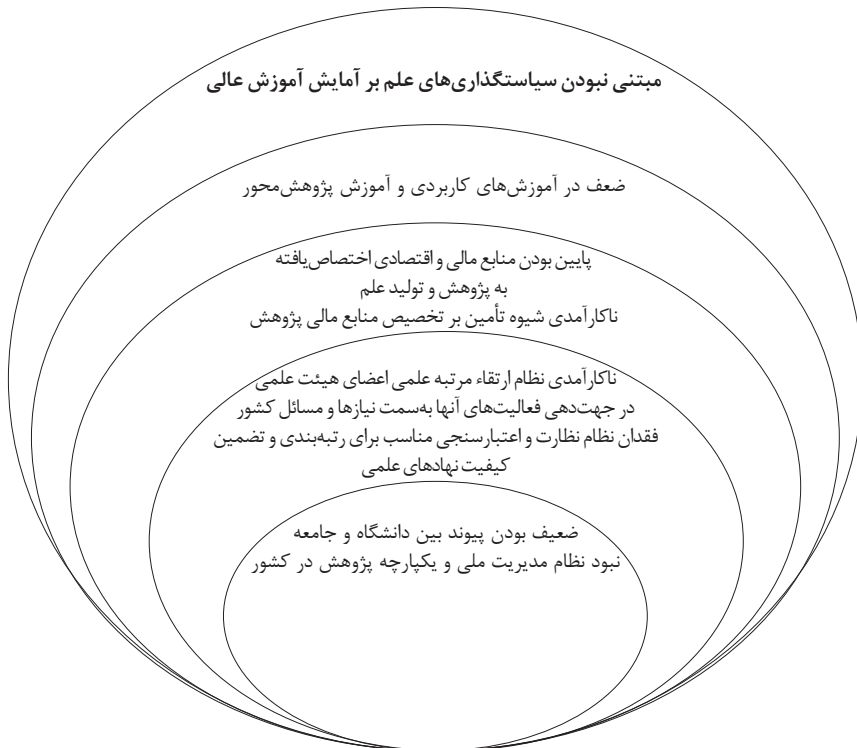 مبتنی نبودن سیاستگذاری‌های علم بر آمایش آموزش عالی
ضعف در آموزش‌های کاربردی و آموزش پژوهش‌محور
پایین بودن منابع مالی و اقتصادی اختصاص‌یافته
به پژوهش و تولید علم
ناکارآمدی شیوه تأمین بر تخصیص منابع مالی پژوهش
ناکارآمدی نظام ارتقاء مرتبه علمی اعضای هیئت علمی
در جهت‌دهی فعالیت‌های آنها به‌سمت نیازها و مسائل کشور
فقدان نظام نظارت و اعتبارسنجی مناسب برای رتبه‌بندی و تضمین
کیفیت نهادهای علمی
ضعیف بودن پیوند بین دانشگاه و جامعه
نبود نظام مدیریت ملی و یکپارچه پژوهش در کشور